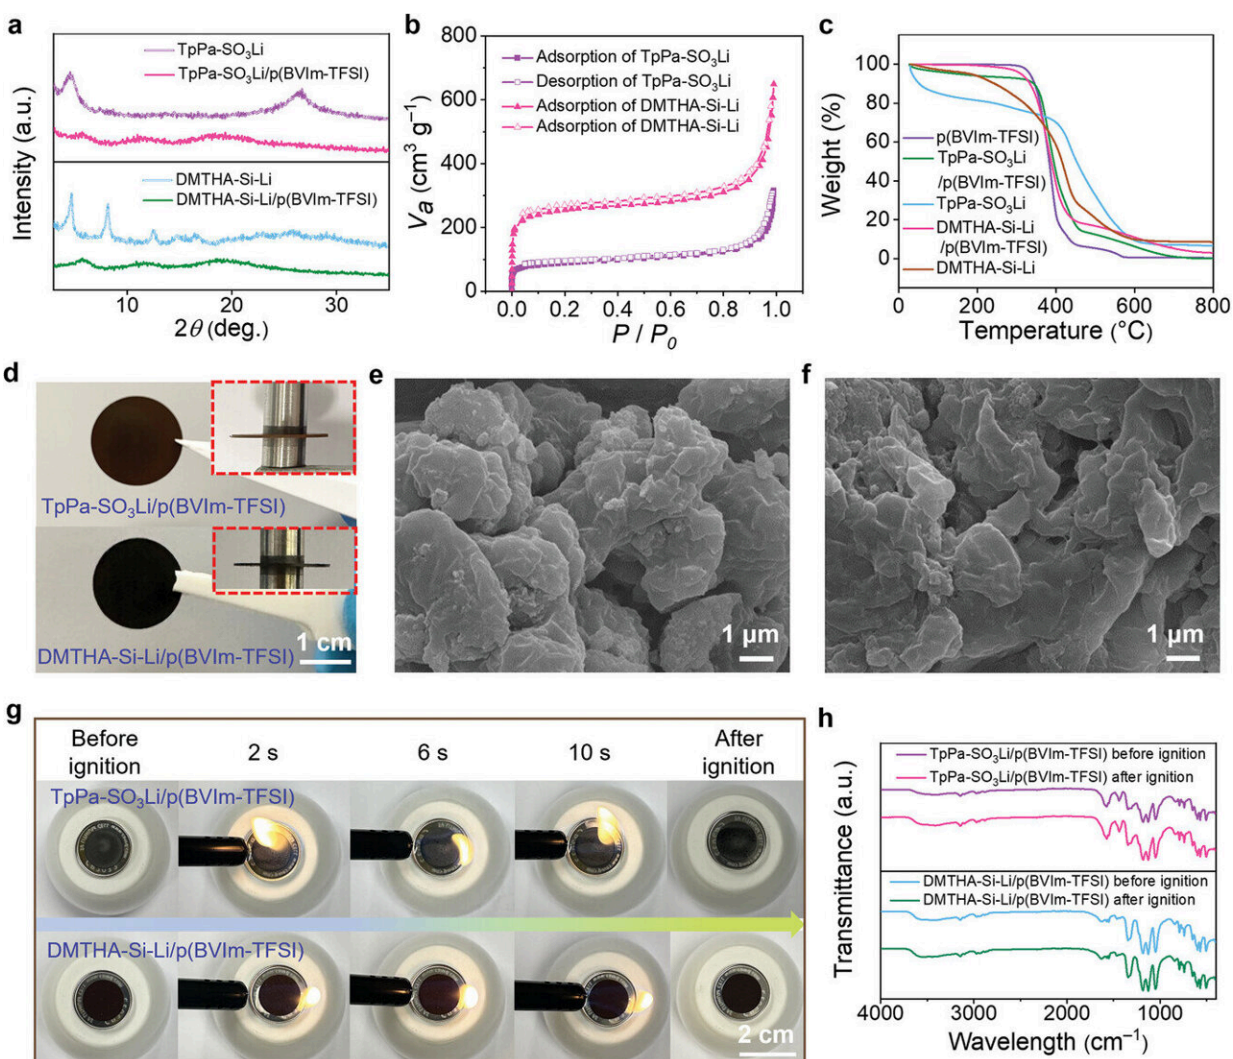 a
TpPa-SO₃Li
TpPa-SO₃Li/p(BVIm-TFSI)
DMTHA-Si-Li
DMTHA-Si-Li/p(BVIm-TFSI)
Intensity (a.u.)
10
20
30
2θ (deg.)
b
800
600
400
300
200
100
0
Adsorption of TpPa-SO₃Li
Desorption of TpPa-SO₃Li
Adsorption of DMTHA-Si-Li
Adsorption of DMTHA-Si-Li
Va (cm³ g⁻¹)
0.0 0.2 0.4 0.6 0.8 1.0
P / P₀
c
100
80
60
40
20
0
Weight (%)
p(BVIm-TFSI)
TpPa-SO₃Li
/p(BVIm-TFSI)
TpPa-SO₃Li
DMTHA-Si-Li
/p(BVIm-TFSI)
DMTHA-Si-Li
0 200 400 600 800
Temperature (°C)
d
TpPa-SO₃Li/p(BVIm-TFSI)
DMTHA-Si-Li/p(BVIm-TFSI)
1 cm
e
1 µm
f
1 µm
g
Before
ignition
2 s
6 s
10 s
After
ignition
TpPa-SO₃Li/p(BVIm-TFSI)
DMTHA-Si-Li/p(BVIm-TFSI)
2 cm
h
TpPa-SO₃Li/p(BVIm-TFSI) before ignition
TpPa-SO₃Li/p(BVIm-TFSI) after ignition
DMTHA-Si-Li/p(BVIm-TFSI) before ignition
DMTHA-Si-Li/p(BVIm-TFSI) after ignition
Transmittance (a.u.)
4000 3000 2000 1000
Wavelength (cm⁻¹)